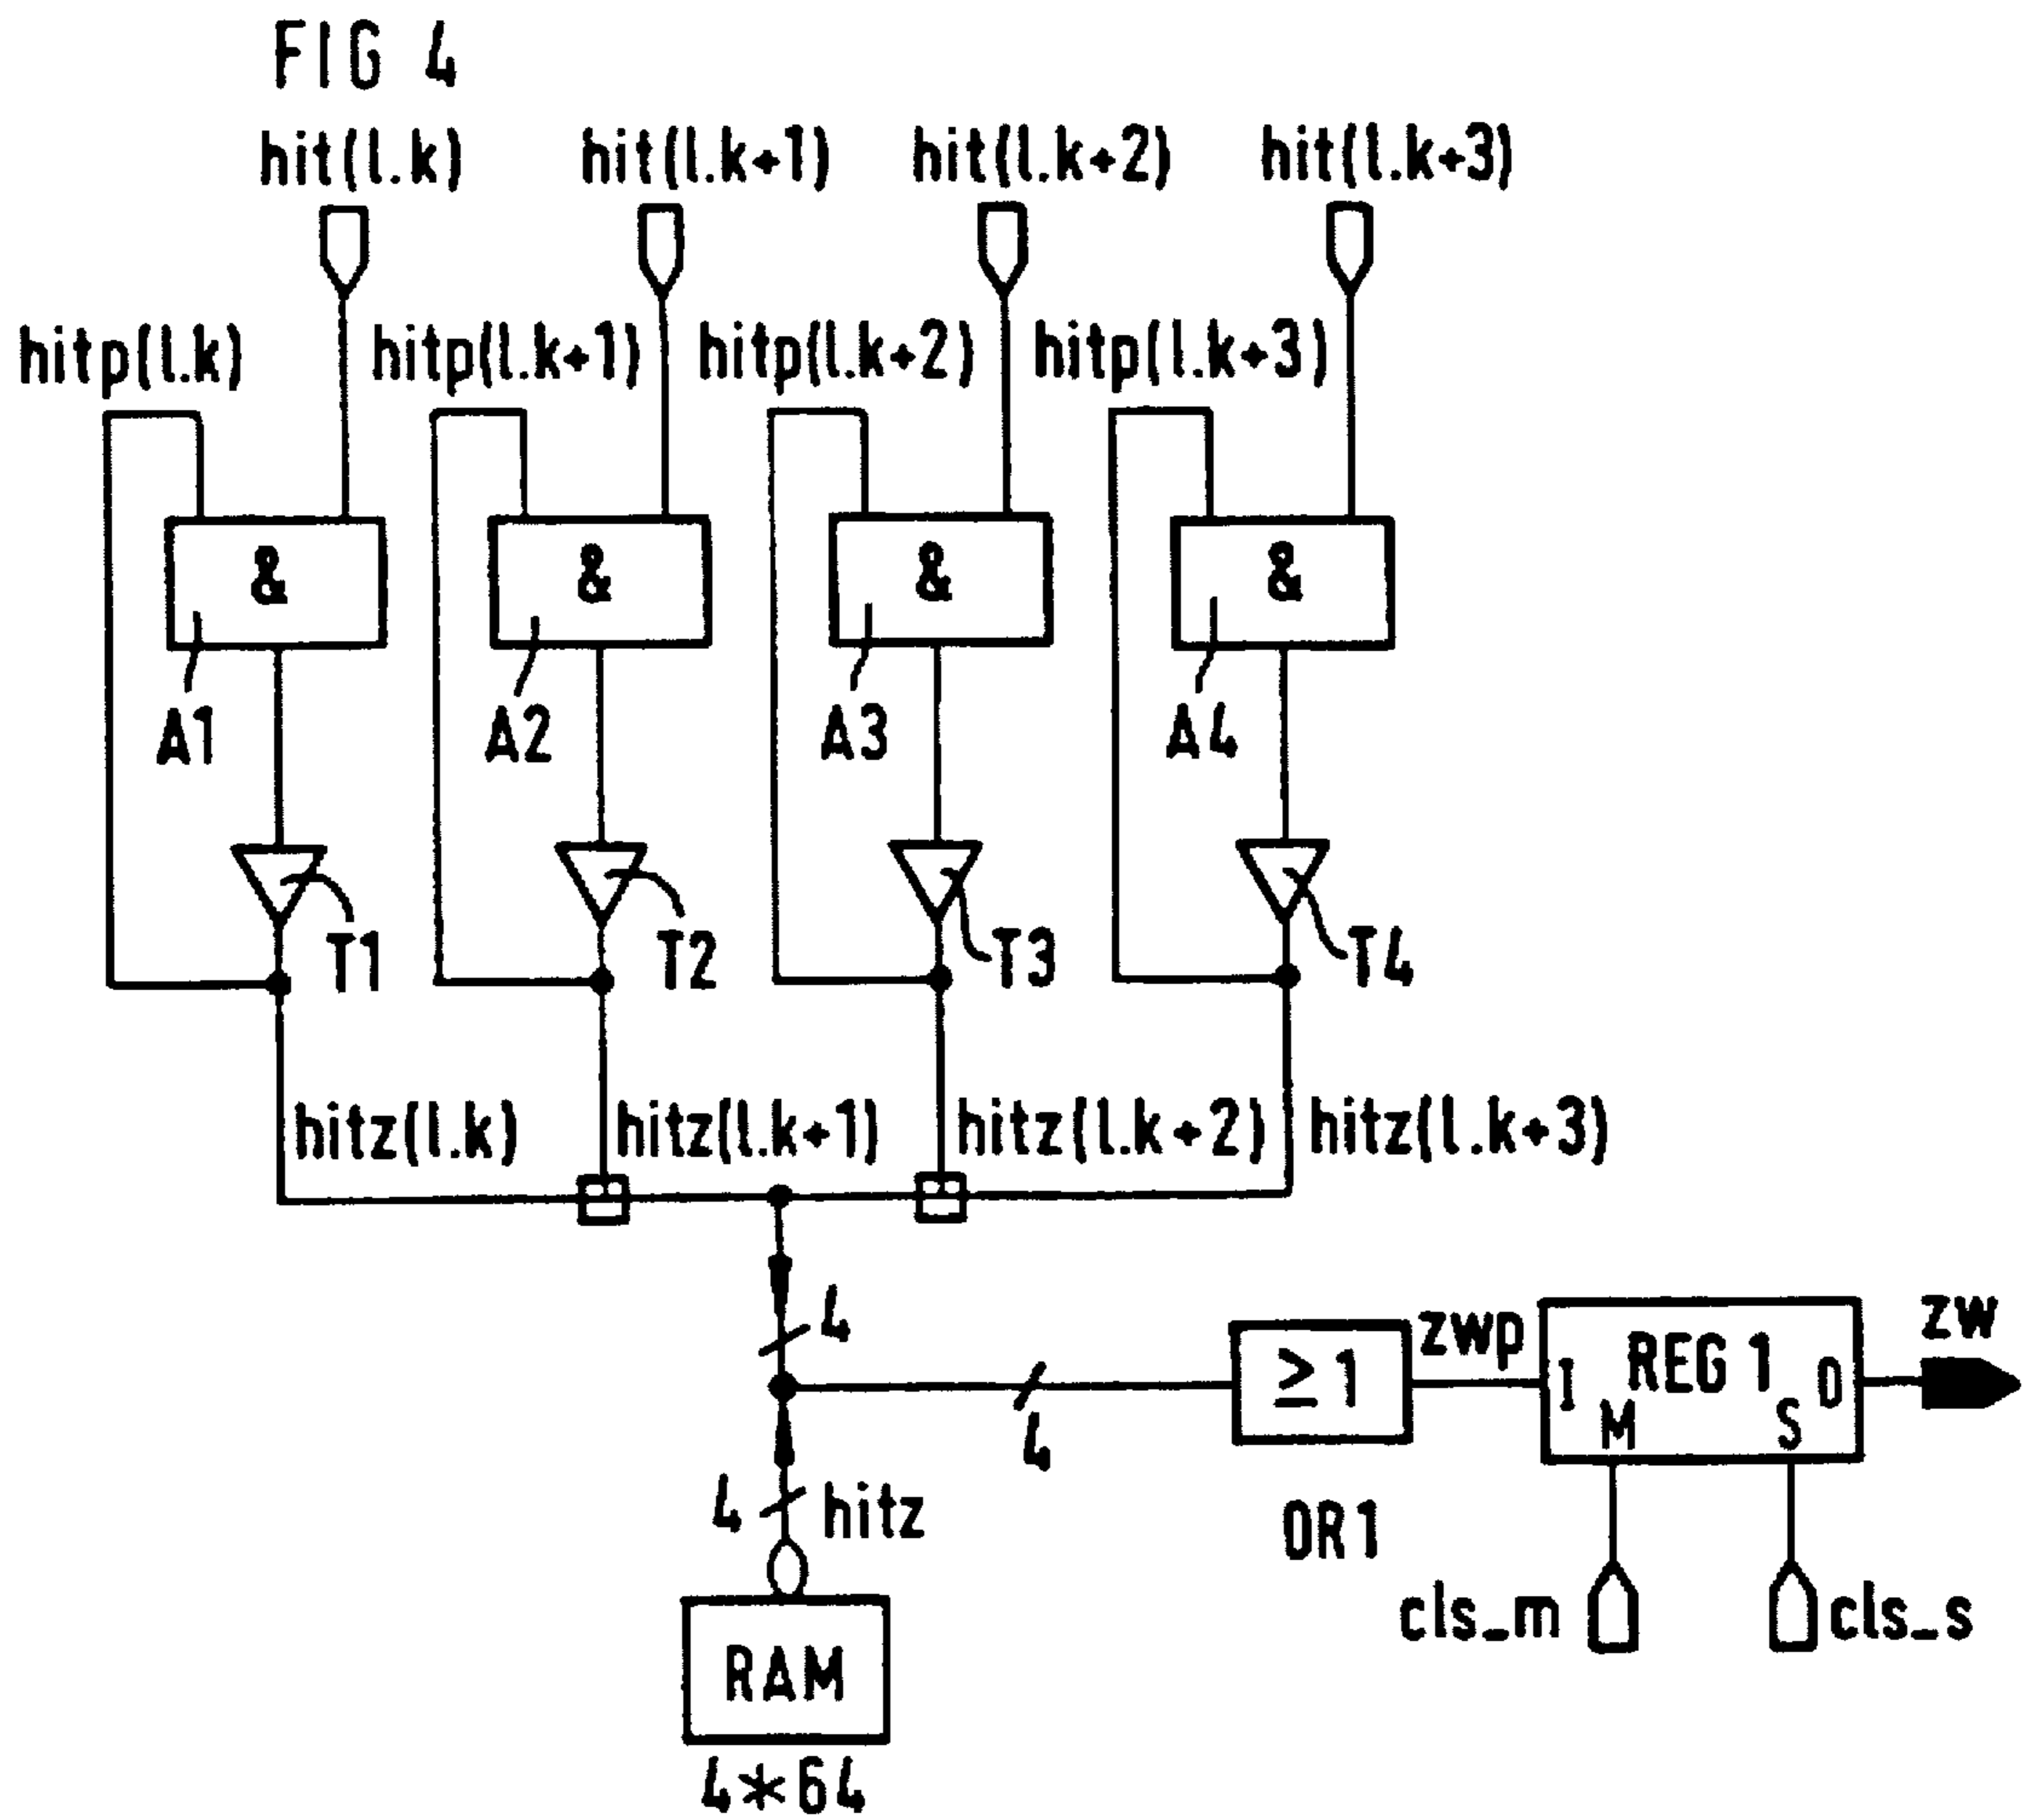 FIG 4
hit(l.k) hit(l.k+1) hit(l.k+2) hit(l.k+3)
hitp(l.k) hitp(l.k+1) hitp(l.k+2) hitp(l.k+3)
& & & &
A1 A2 A3 A4
T1 T2 T3 T4
hitz(l.k) hitz(l.k+1) hitz(l.k+2) hitz(l.k+3)
4
zwp zw
≥1 I REG 1 O
M S
4
4 hitz
OR1
cls_m cls_s
RAM
4*64